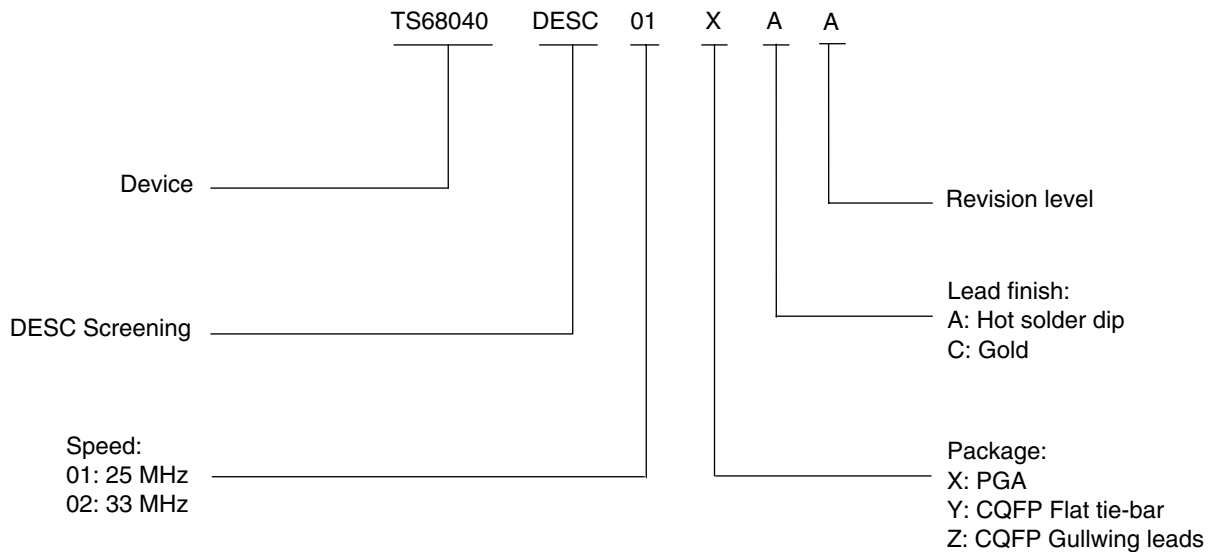 TS68040 DESC 01 X A A
Device
Revision level
DESC Screening
Lead finish:
A: Hot solder dip
C: Gold
Speed:
01: 25 MHz
02: 33 MHz
Package:
X: PGA
Y: CQFP Flat tie-bar
Z: CQFP Gullwing leads